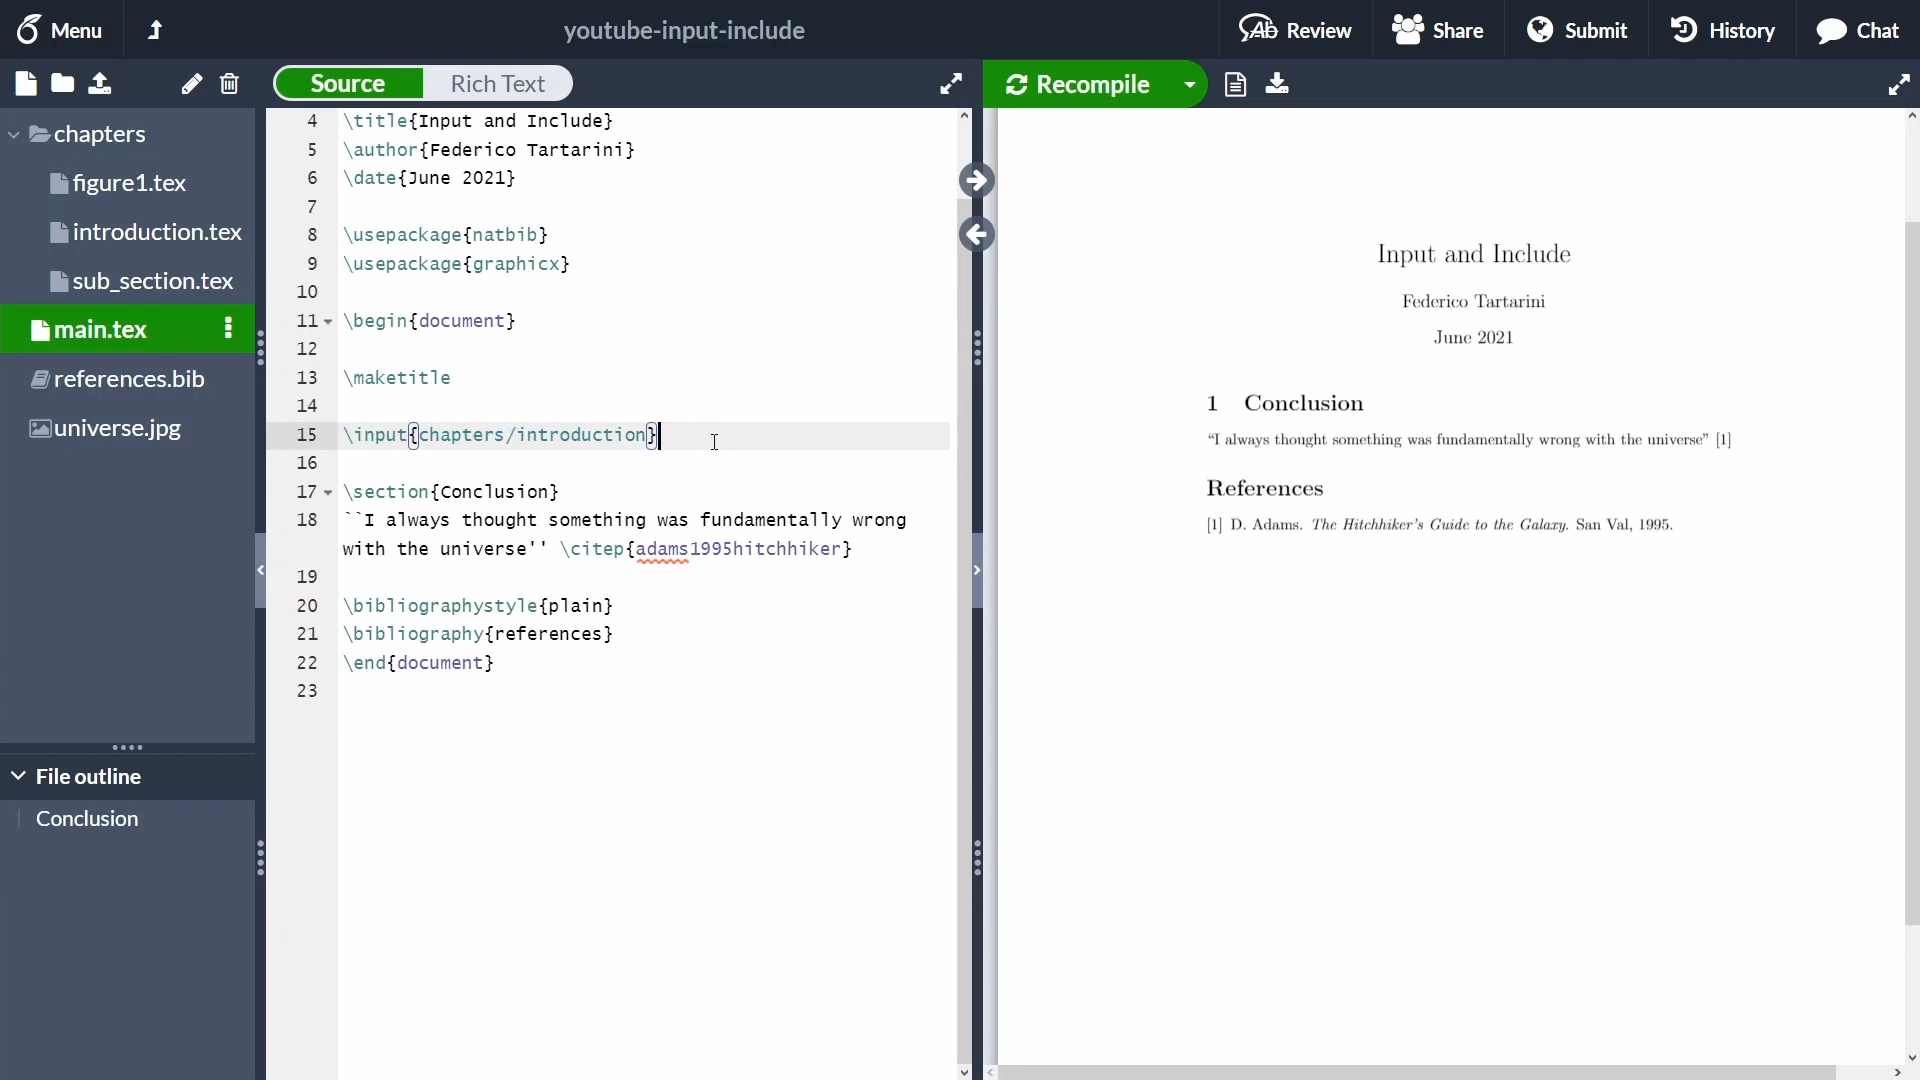 Menu
youtube-input-include
Review
Share
Submit
History
Chat
Source
Rich Text
Recompile
chapters
figure1.tex
introduction.tex
sub_section.tex
main.tex
references.bib
universe.jpg
File outline
Conclusion
4 \title{Input and Include}
5 \author{Federico Tartarini}
6 \date{June 2021}
7
8 \usepackage{natbib}
9 \usepackage{graphicx}
10
11 \begin{document}
12
13 \maketitle
14
15 \input{chapters/introduction}
16
17 \section{Conclusion}
18 ``I always thought something was fundamentally wrong
with the universe'' \citep{adams1995hitchhiker}
19
20 \bibliographystyle{plain}
21 \bibliography{references}
22 \end{document}
23
Input and Include
Federico Tartarini
June 2021
1 Conclusion
“I always thought something was fundamentally wrong with the universe” [1]
References
[1] D. Adams. The Hitchhiker's Guide to the Galaxy. San Val, 1995.